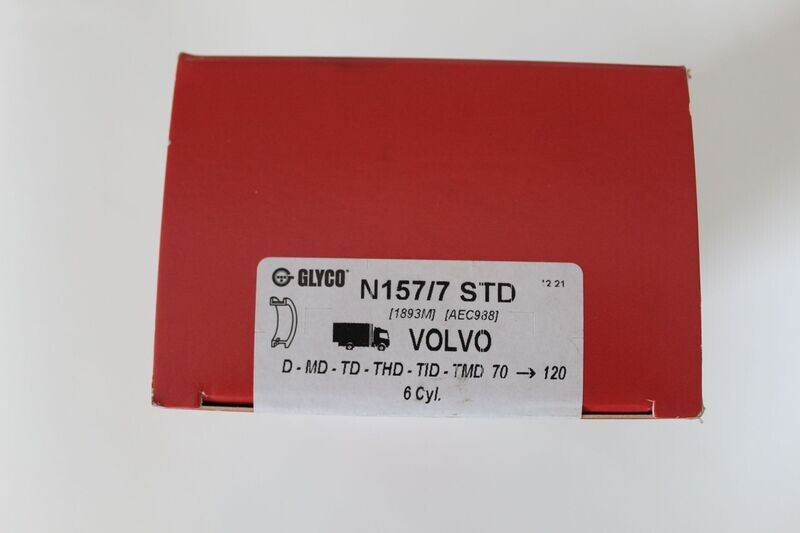 GLYCO
N157/7 STD
12 21
[1893M] [AEC988]
VOLVO
D - MD - TD - THD - TID - TMD 70 → 120
6 Cyl.